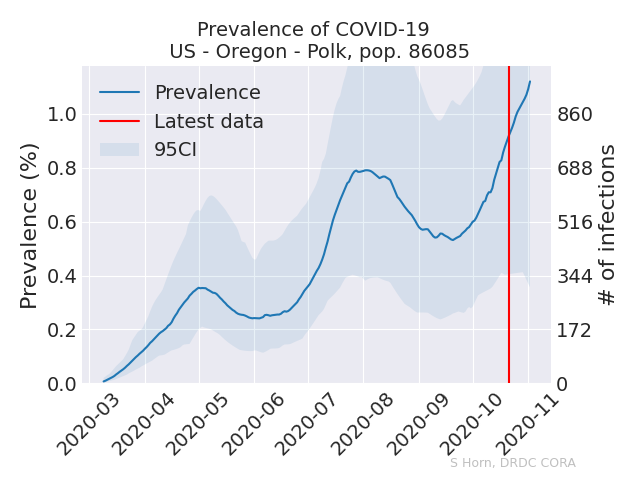 Prevalence of COVID-19
US - Oregon - Polk, pop. 86085
Prevalence
Latest data
95CI
Prevalence (%)
1.0
0.8
0.6
0.4
0.2
0.0
860
688
516
344
172
0
# of infections
2020-03
2020-04
2020-05
2020-06
2020-07
2020-08
2020-09
2020-10
2020-11
S Horn, DRDC CORA